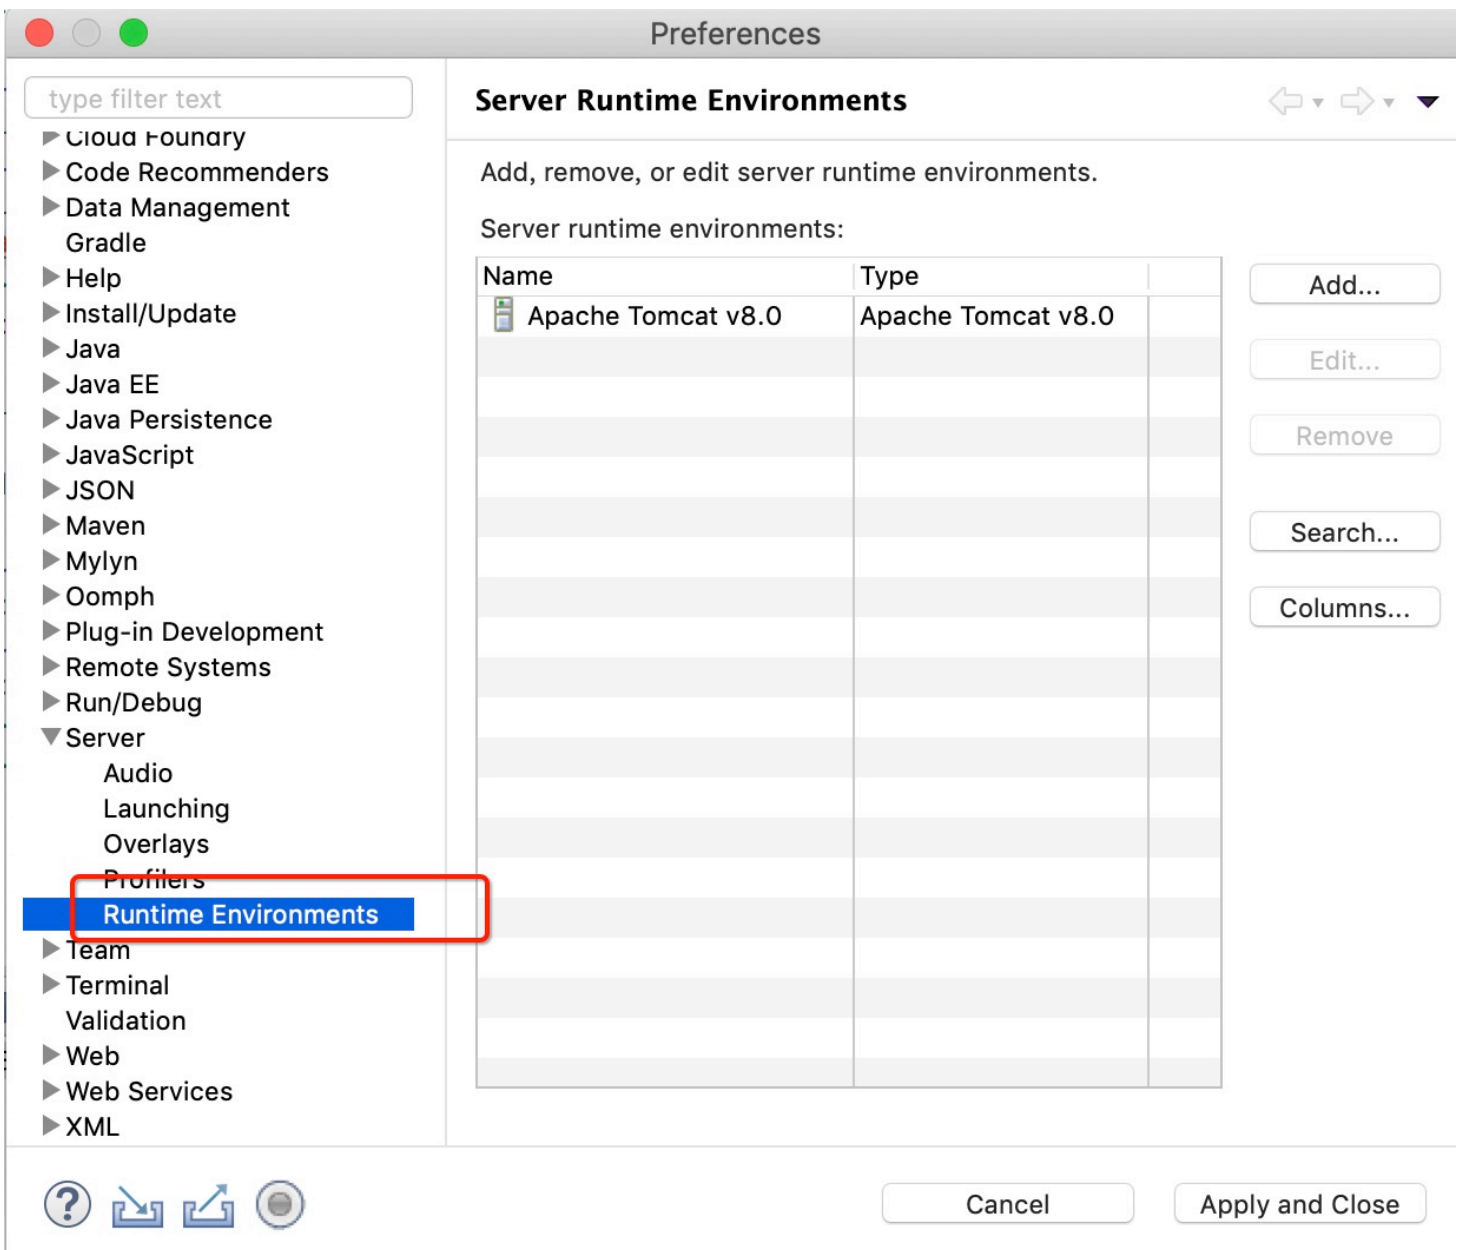 Preferences
type filter text
Cloud Foundry
Code Recommenders
Data Management
Gradle
Help
Install/Update
Java
Java EE
Java Persistence
JavaScript
JSON
Maven
Mylyn
Oomph
Plug-in Development
Remote Systems
Run/Debug
Server
Audio
Launching
Overlays
Profilers
Runtime Environments
Team
Terminal
Validation
Web
Web Services
XML
Server Runtime Environments
Add, remove, or edit server runtime environments.
Server runtime environments:
Name Type
Apache Tomcat v8.0 Apache Tomcat v8.0
Add...
Edit...
Remove
Search...
Columns...
?
Cancel Apply and Close